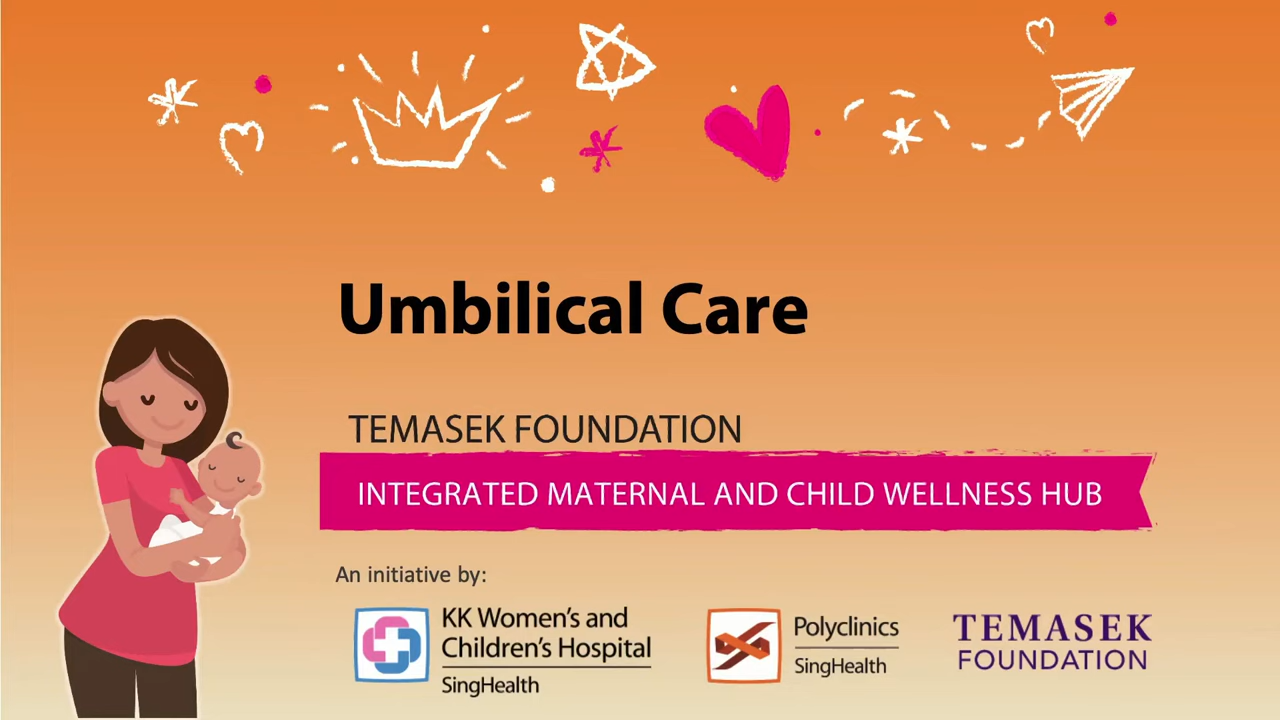 Umbilical Care
TEMASEK FOUNDATION
INTEGRATED MATERNAL AND CHILD WELLNESS HUB
An initiative by:
KK Women's and
Children's Hospital
SingHealth
Polyclinics
SingHealth
TEMASEK
FOUNDATION